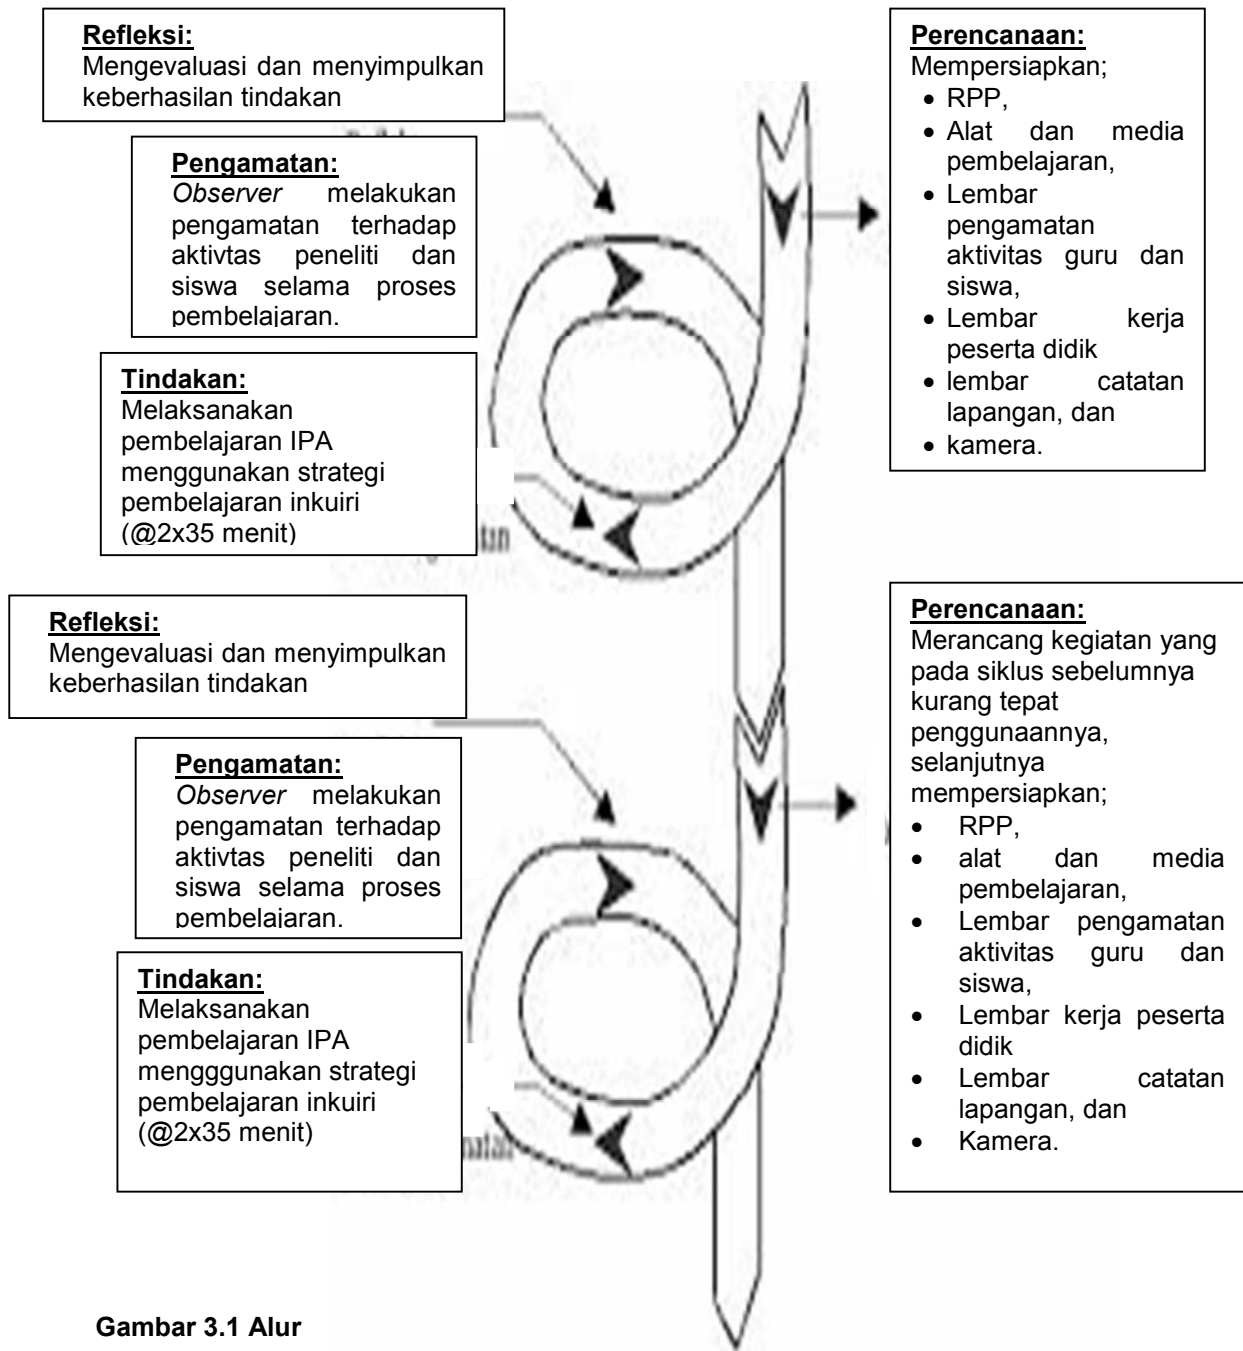 Refleksi:
Mengevaluasi dan menyimpulkan
keberhasilan tindakan
Pengamatan:
Observer melakukan
pengamatan terhadap
aktivtas peneliti dan
siswa selama proses
pembelajaran.
Tindakan:
Melaksanakan
pembelajaran IPA
menggunakan strategi
pembelajaran inkuiri
(@2x35 menit)
Perencanaan:
Mempersiapkan;
• RPP,
• Alat dan media
pembelajaran,
• Lembar
pengamatan
aktivitas guru dan
siswa,
• Lembar kerja
peserta didik
• lembar catatan
lapangan, dan
• kamera.
Refleksi:
Mengevaluasi dan menyimpulkan
keberhasilan tindakan
Pengamatan:
Observer melakukan
pengamatan terhadap
aktivtas peneliti dan
siswa selama proses
pembelajaran.
Tindakan:
Melaksanakan
pembelajaran IPA
mengggunakan strategi
pembelajaran inkuiri
(@2x35 menit)
Perencanaan:
Merancang kegiatan yang
pada siklus sebelumnya
kurang tepat
penggunaannya,
selanjutnya
mempersiapkan;
• RPP,
• alat dan media
pembelajaran,
• Lembar pengamatan
aktivitas guru dan
siswa,
• Lembar kerja peserta
didik
• Lembar catatan
lapangan, dan
• Kamera.
Gambar 3.1 Alur